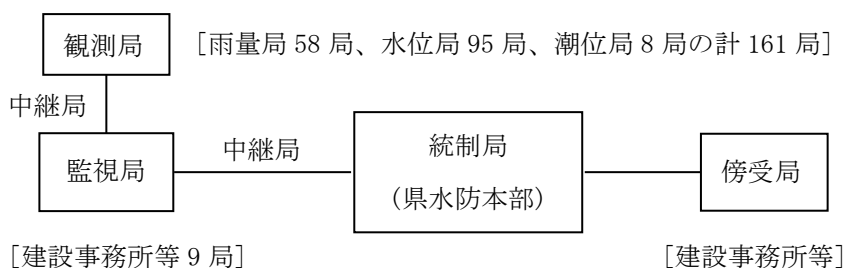 観測局 [雨量局 58 局、水位局 95 局、潮位局 8 局の計 161 局]
中継局
監視局 中継局 統制局 傍受局
(県水防本部)
[建設事務所等 9 局] [建設事務所等]